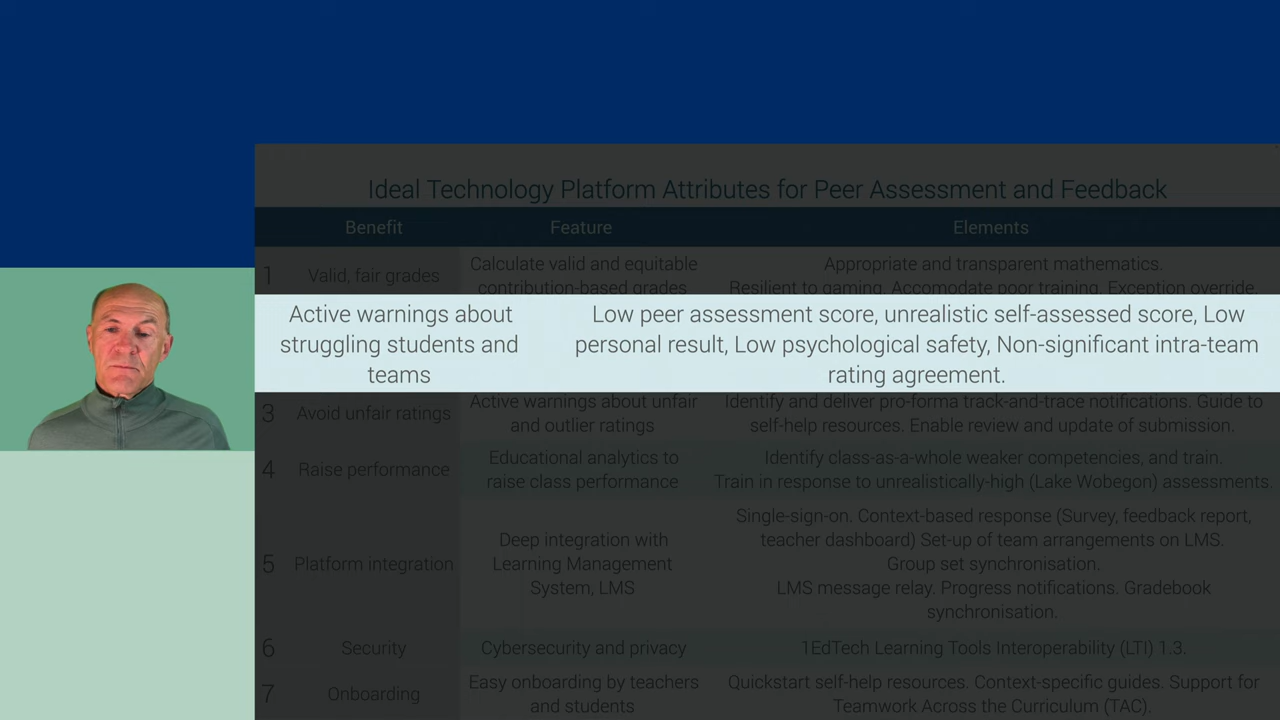 Ideal Technology Platform Attributes for Peer Assessment and Feedback
Benefit Feature Elements
1 Valid, fair grades
Calculate valid and equitable
contribution-based grades
Appropriate and transparent mathematics.
Resilient to gaming. Accomodate poor training. Exception override.
Active warnings about
struggling students and
teams
Low peer assessment score, unrealistic self-assessed score, Low
personal result, Low psychological safety, Non-significant intra-team
rating agreement.
3 Avoid unfair ratings
Active warnings about unfair
and outlier ratings
Identify and deliver pro-forma track-and-trace notifications. Guide to
self-help resources. Enable review and update of submission.
4 Raise performance
Educational analytics to
raise class performance
Identify class-as-a-whole weaker competencies, and train.
Train in response to unrealistically-high (Lake Wobegon) assessments.
5 Platform integration
Deep integration with
Learning Management
System, LMS
Single-sign-on. Context-based response (Survey, feedback report,
teacher dashboard) Set-up of team arrangements on LMS.
Group set synchronisation.
LMS message relay. Progress notifications. Gradebook
synchronisation.
6 Security
Cybersecurity and privacy
1EdTech Learning Tools Interoperability (LTI) 1.3.
7 Onboarding
Easy onboarding by teachers
and students
Quickstart self-help resources. Context-specific guides. Support for
Teamwork Across the Curriculum (TAC).